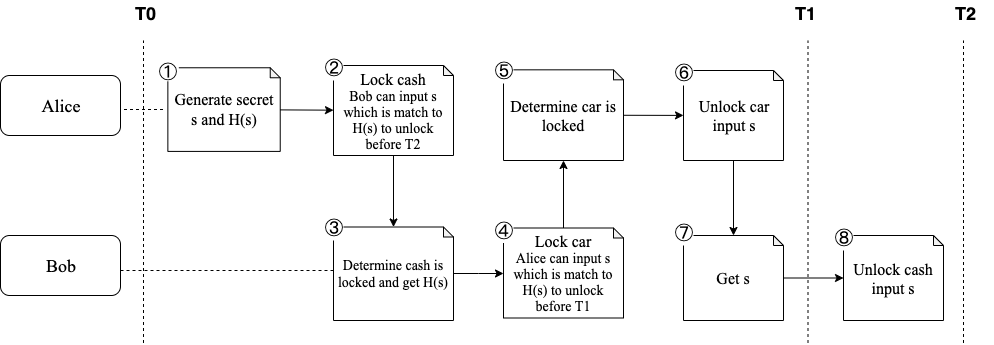 T0
T1
T2
Alice
①
Generate secret
s and H(s)
②
Lock cash
Bob can input s
which is match to
H(s) to unlock
before T2
⑤
Determine car is
locked
⑥
Unlock car
input s
Bob
③
Determine cash is
locked and get H(s)
④
Lock car
Alice can input s
which is match to
H(s) to unlock
before T1
⑦
Get s
⑧
Unlock cash
input s